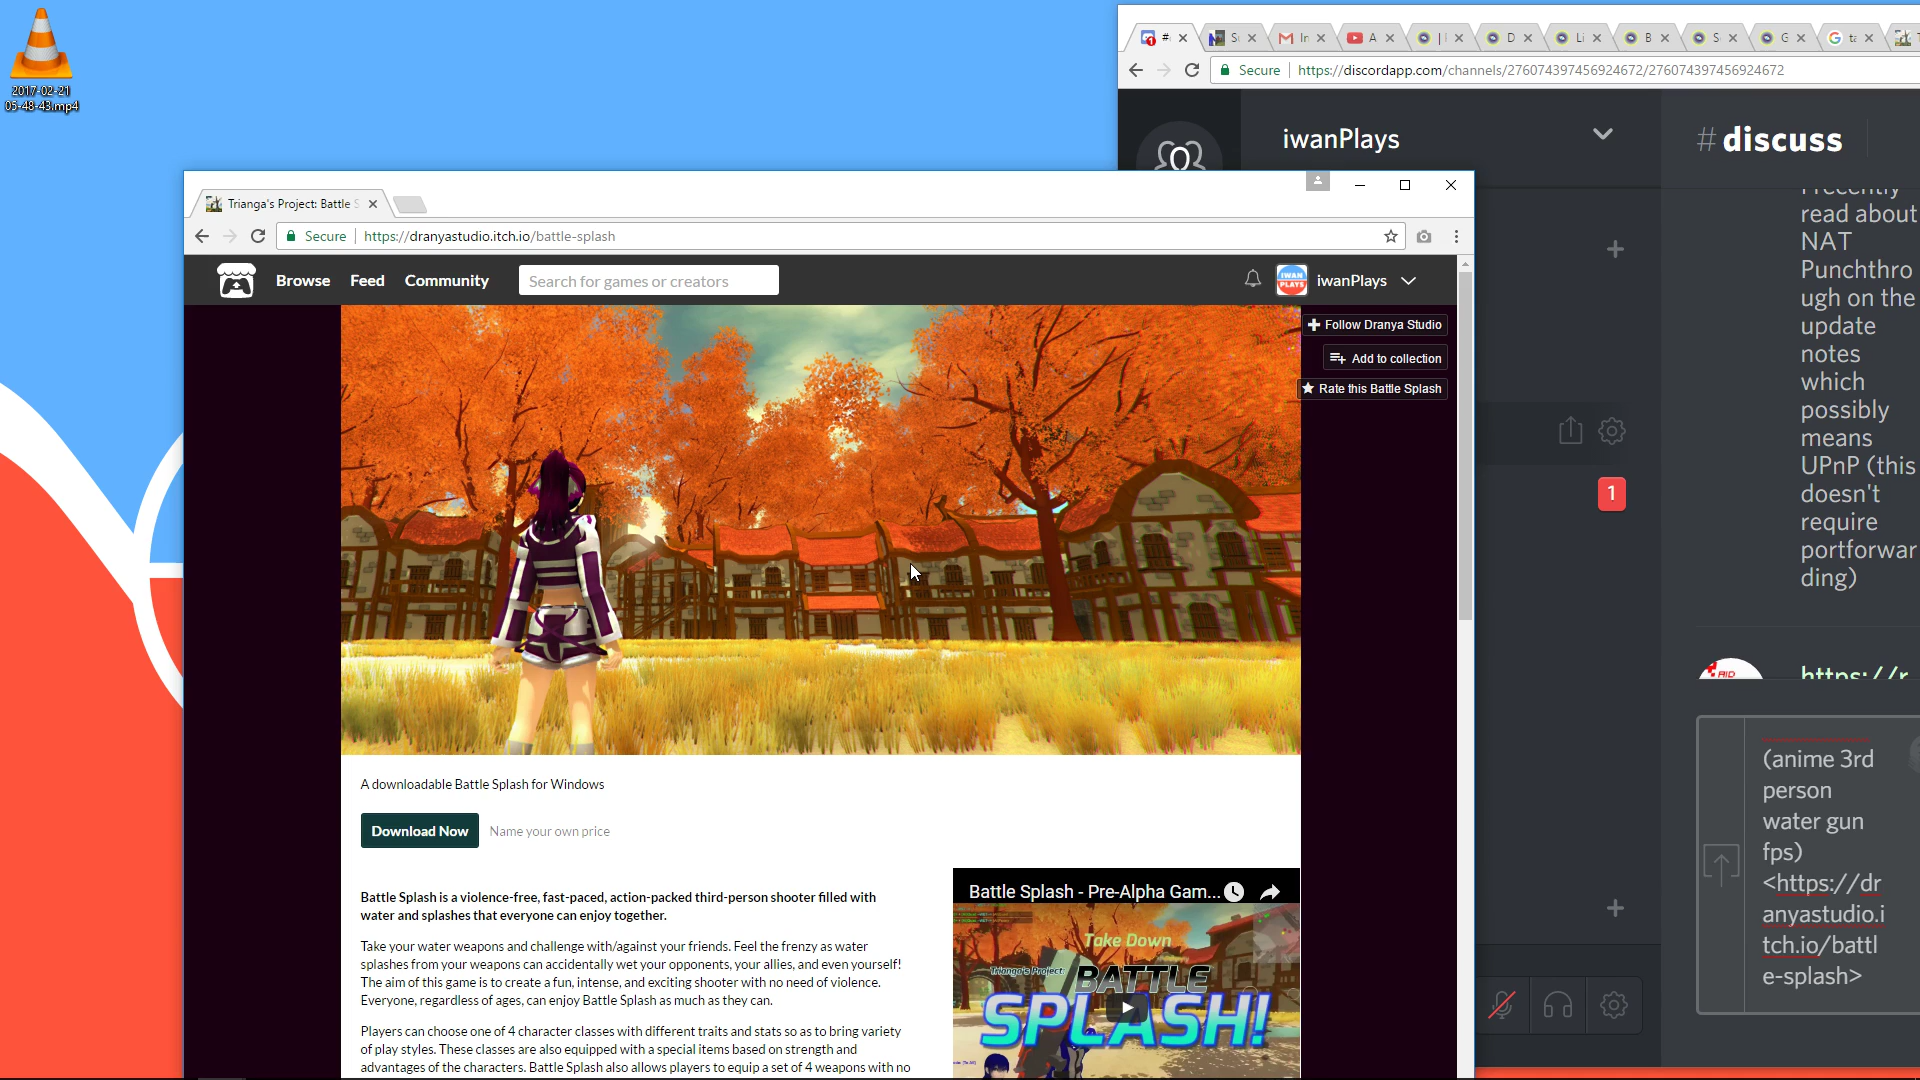 2017-02-21
05-48-43.mp4
Secure
https://discordapp.com/channels/276074397456924672/276074397456924672
iwanPlays
#discuss
read about
NAT
Punchthro
ugh on the
update
notes
which
possibly
means
UPnP (this
doesn't
require
portforwar
ding)
1
(anime 3rd
person
water gun
fps)
<https://dr
anyastudio.i
tch.io/battl
e-splash>
Trianga's Project: Battle S
Secure
https://dranyastudio.itch.io/battle-splash
Browse Feed Community
Search for games or creators
IWAN
PLAYS
iwanPlays
Follow Dranya Studio
Add to collection
Rate this Battle Splash
A downloadable Battle Splash for Windows
Download Now
Name your own price
Battle Splash is a violence-free, fast-paced, action-packed third-person shooter filled with
water and splashes that everyone can enjoy together.
Take your water weapons and challenge with/against your friends. Feel the frenzy as water
splashes from your weapons can accidentally wet your opponents, your allies, and even yourself!
The aim of this game is to create a fun, intense, and exciting shooter with no need of violence.
Everyone, regardless of ages, can enjoy Battle Splash as much as they can.
Players can choose one of 4 character classes with different traits and stats so as to bring variety
of play styles. These classes are also equipped with a special items based on strength and
advantages of the characters. Battle Splash also allows players to equip a set of 4 weapons with no
Battle Splash - Pre-Alpha Gam...
Take Down
Trianga's Project:
BATTLE
SPLASH!